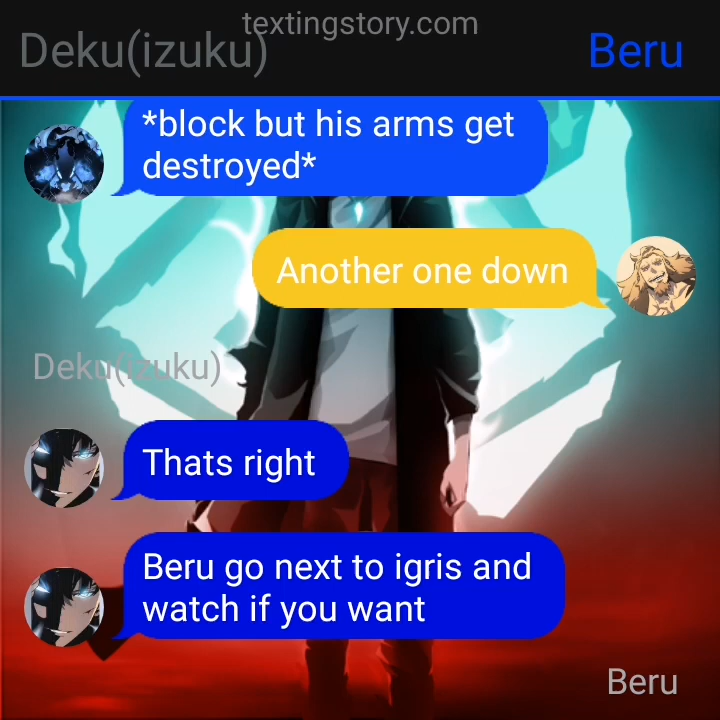 textingstory.com
Deku(izuku)
Beru
*block but his arms get
destroyed*
Another one down
Deku(izuku)
Thats right
Beru go next to igris and
watch if you want
Beru